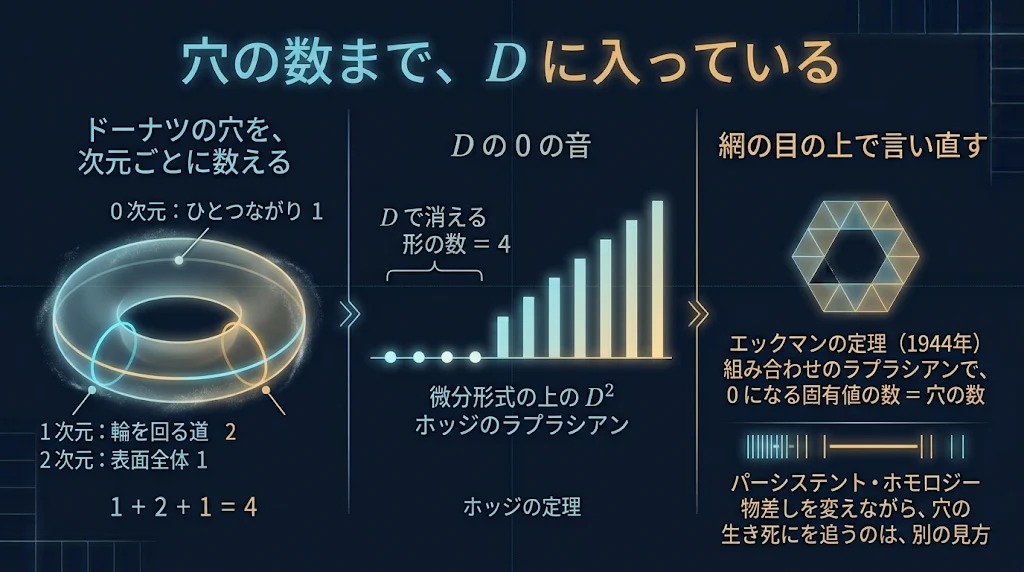 穴の数まで、D に入っている
ドーナツの穴を、
次元ごとに数える
0 次元：ひとつながり 1
1 次元：輪を回る道 2
2 次元：表面全体 1
1 + 2 + 1 = 4
D の 0 の音
D で消える
形の数 = 4
微分形式の上の D²
ホッジのラプラシアン
ホッジの定理
網の目の上で言い直す
エックマンの定理（1944年）
組み合わせのラプラシアンで、
0 になる固有値の数 = 穴の数
パーシステント・ホモロジー
物差しを変えながら、穴の
生き死にを追うのは、別の見方